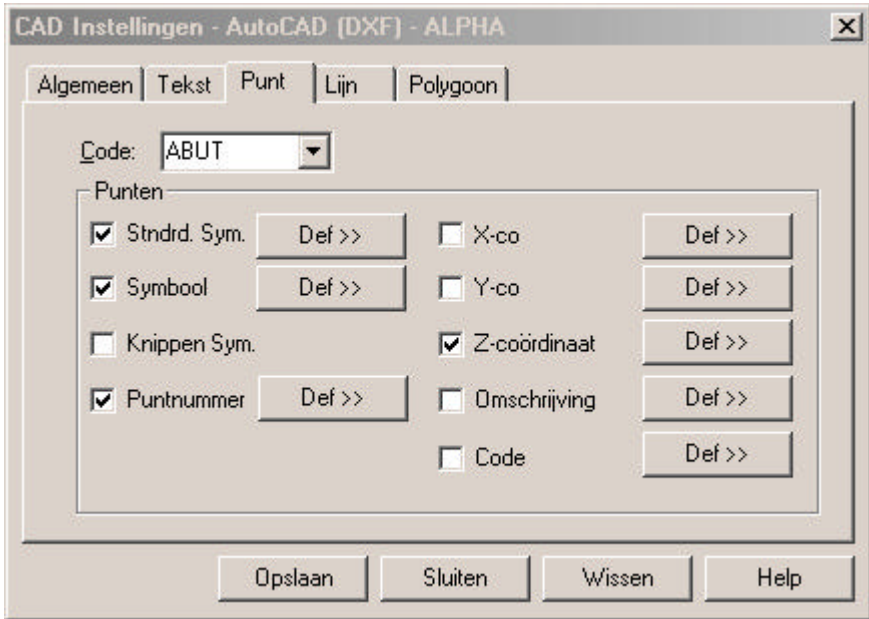 CAD Instellingen - AutoCAD (DXF) - ALPHA
Algemeen Tekst Punt Lijn Polygoon
Code: ABUT
Punten
Stndrd. Sym. Def >> X-co Def >>
Symbool Def >> Y-co Def >>
Knippen Sym. Z-coördinaat Def >>
Puntnummer Def >> Omschrijving Def >>
Code Def >>
Opslaan Sluiten Wissen Help